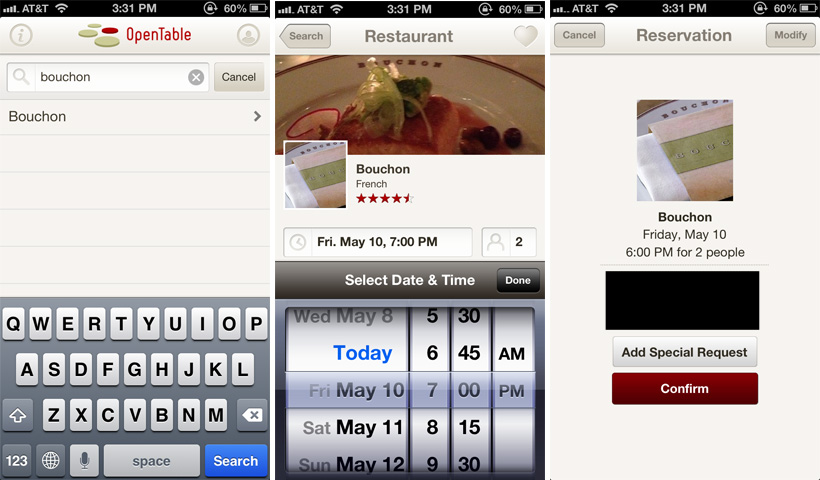 AT&T 3:31 PM 60%
OpenTable
bouchon Cancel
Bouchon
Q W E R T Y U I O P
A S D F G H J K L
Z X C V B N M
123 space Search
AT&T 3:31 PM 60%
Search Restaurant
BOUCHON
Bouchon
French
Fri. May 10, 7:00 PM 2
Select Date & Time Done
Wed May 8 5 30
Today 6 45 AM
Fri May 10 7 00 PM
Sat May 11 8 15
Sun May 12 9 30
AT&T 3:31 PM 60%
Cancel Reservation Modify
Bouchon
Friday, May 10
6:00 PM for 2 people
Add Special Request
Confirm